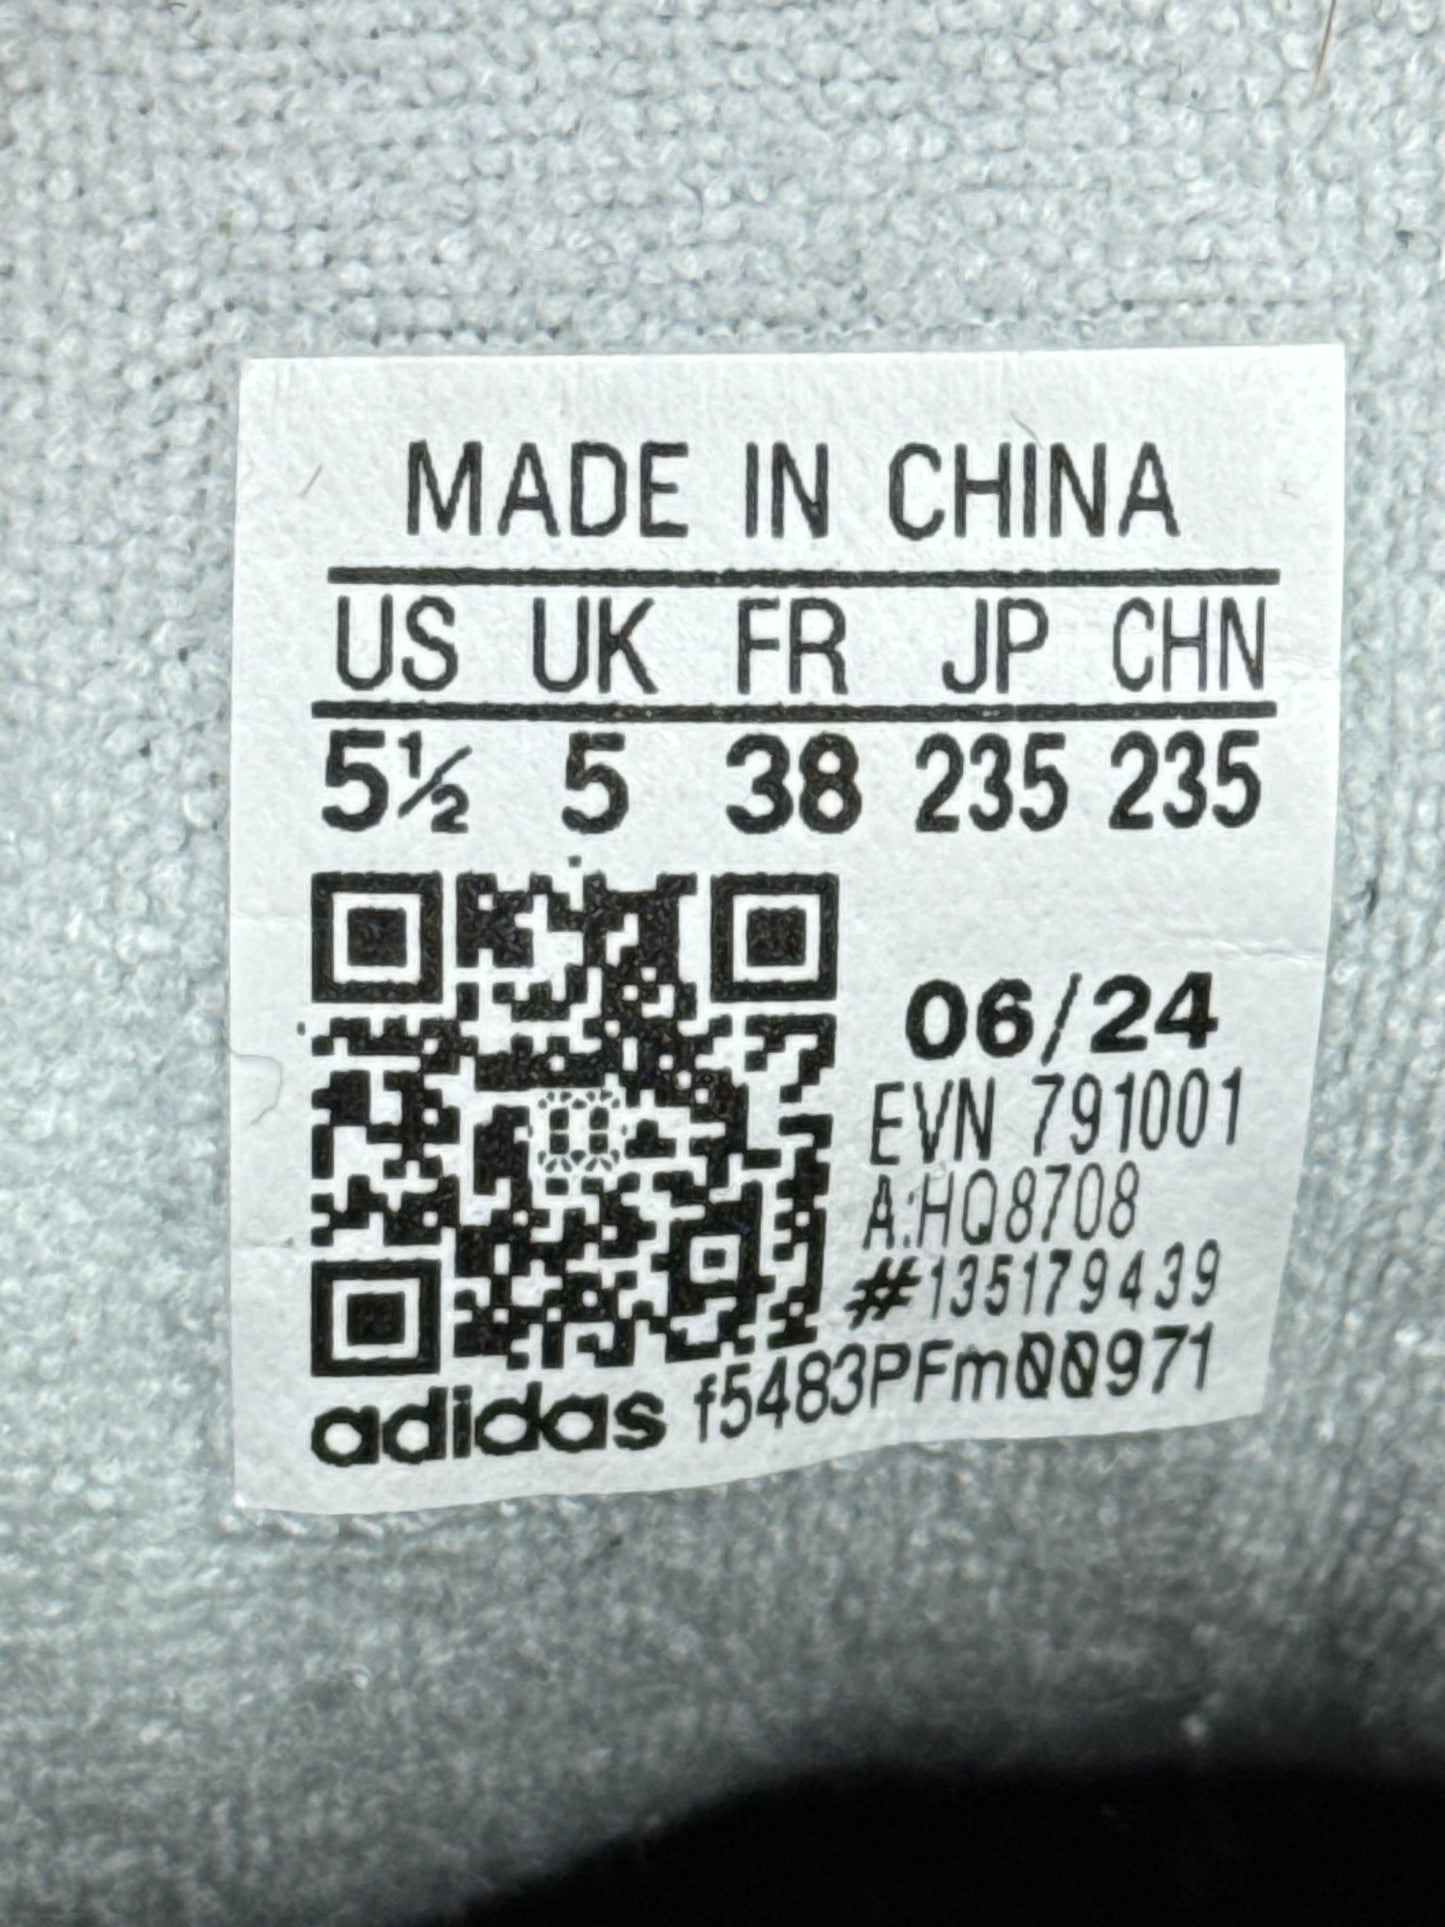 MADE IN CHINA
US UK FR JP CHN
5½ 5 38 235 235
06/24
EVN 791001
A:HQ8708
#135179439
adidas f5483PFm00971